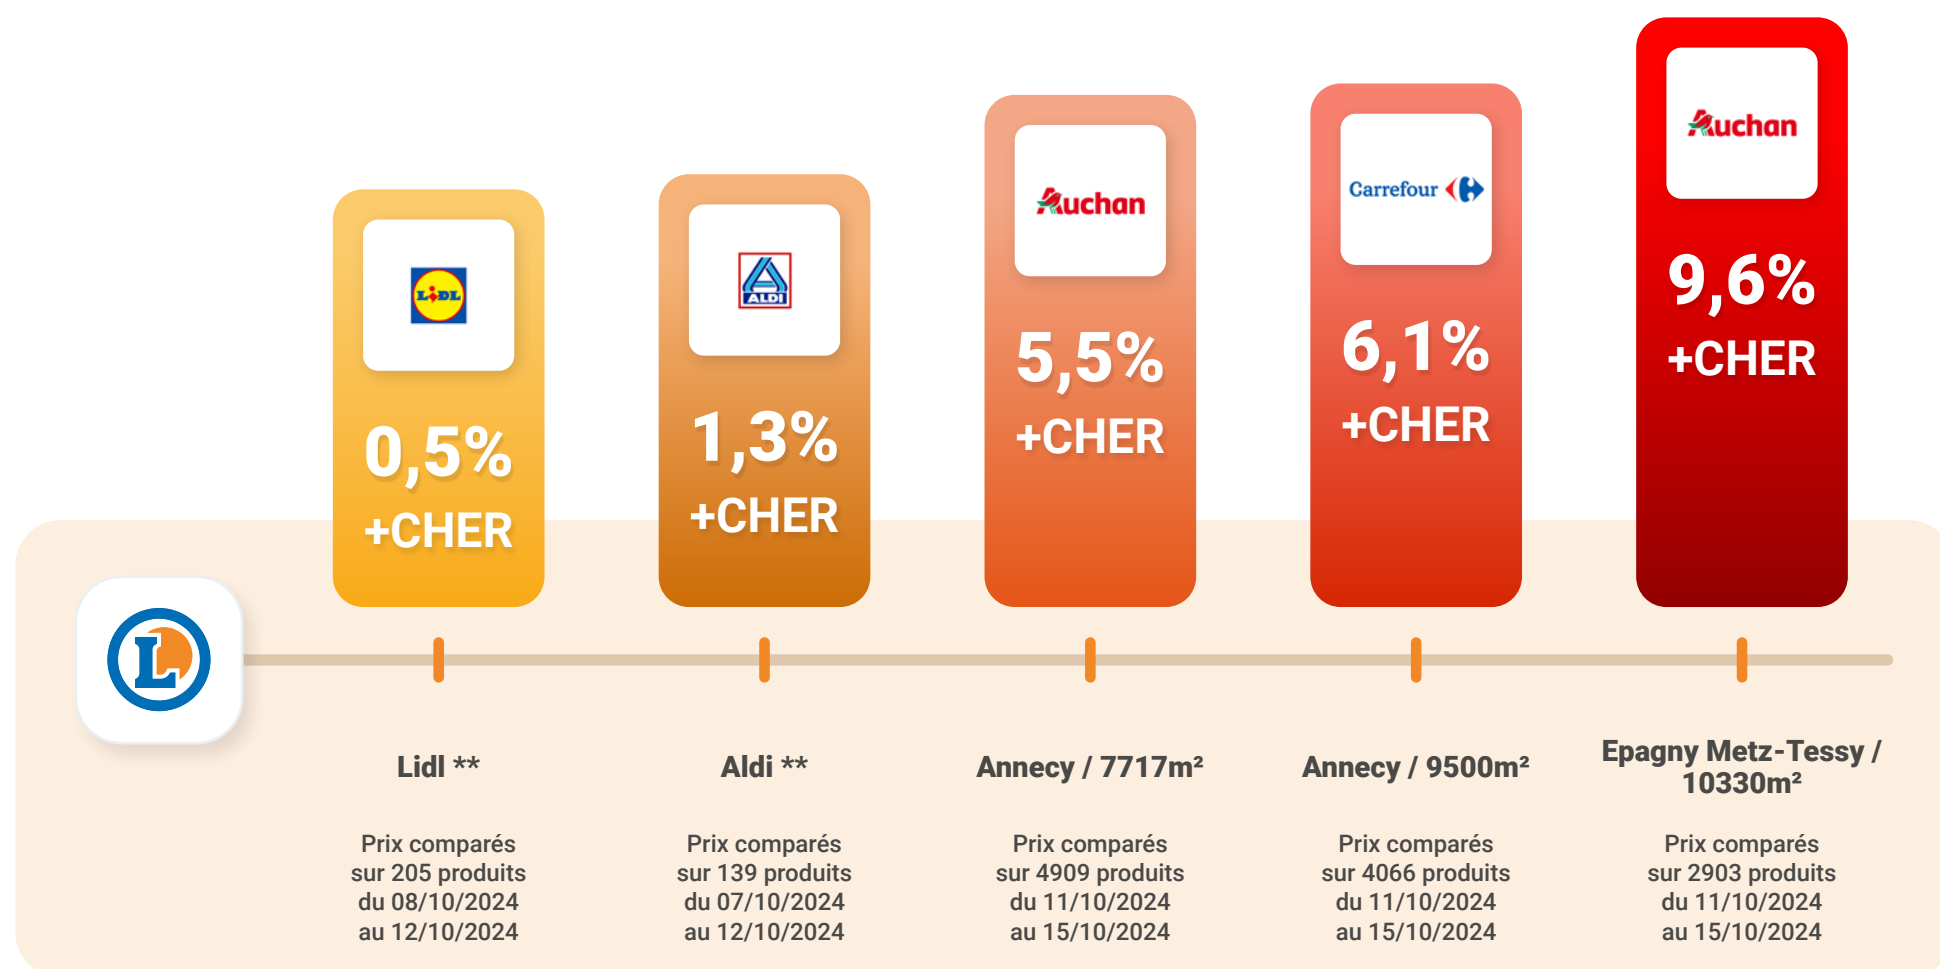 LIDL
0,5%
+CHER
ALDI
1,3%
+CHER
Auchan
5,5%
+CHER
Carrefour
6,1%
+CHER
Auchan
9,6%
+CHER
L
Lidl **
Prix comparés
sur 205 produits
du 08/10/2024
au 12/10/2024
Aldi **
Prix comparés
sur 139 produits
du 07/10/2024
au 12/10/2024
Annecy / 7717m²
Prix comparés
sur 4909 produits
du 11/10/2024
au 15/10/2024
Annecy / 9500m²
Prix comparés
sur 4066 produits
du 11/10/2024
au 15/10/2024
Epagny Metz-Tessy /
10330m²
Prix comparés
sur 2903 produits
du 11/10/2024
au 15/10/2024